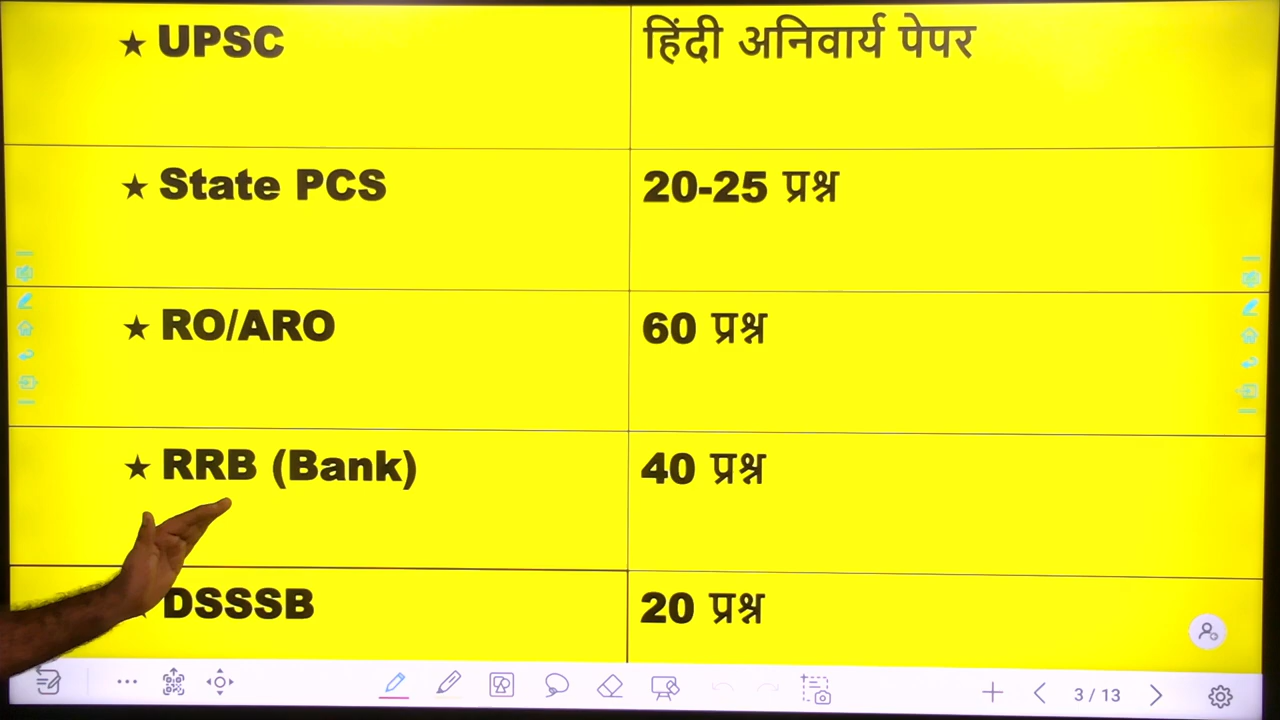 ★ UPSC हिंदी अनिवार्य पेपर
★ State PCS 20-25 प्रश्न
★ RO/ARO 60 प्रश्न
★ RRB (Bank) 40 प्रश्न
DSSSB 20 प्रश्न
3 / 13